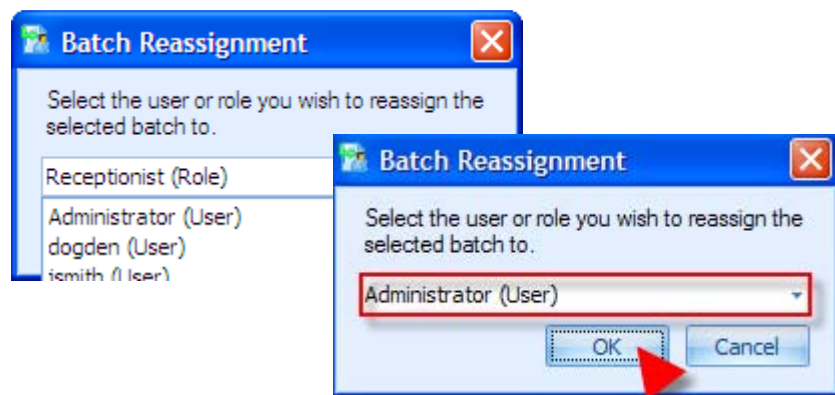 Batch Reassignment
Select the user or role you wish to reassign the
selected batch to.
Receptionist (Role)
Administrator (User)
dogden (User)
jsmith (User)
Batch Reassignment
Select the user or role you wish to reassign the
selected batch to.
Administrator (User)
OK
Cancel